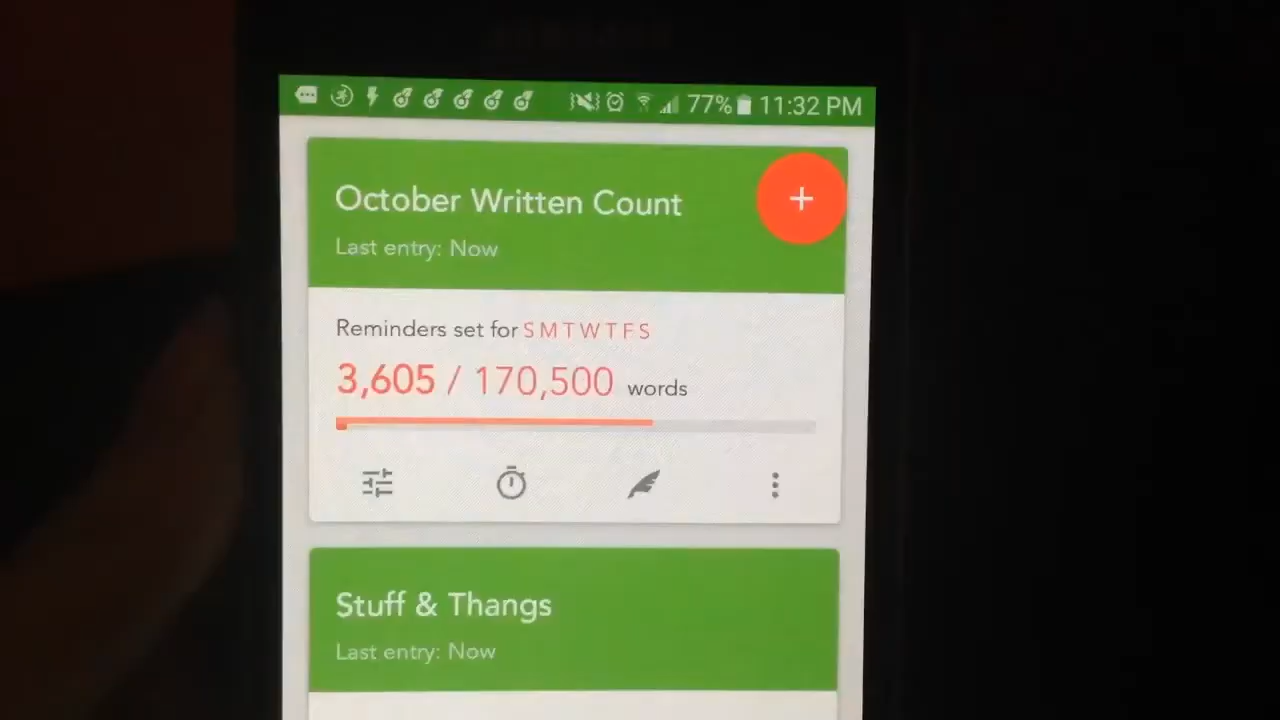 77% 11:32 PM
October Written Count
+
Last entry: Now
Reminders set for S M T W T F S
3,605 / 170,500 words
Stuff & Thangs
Last entry: Now